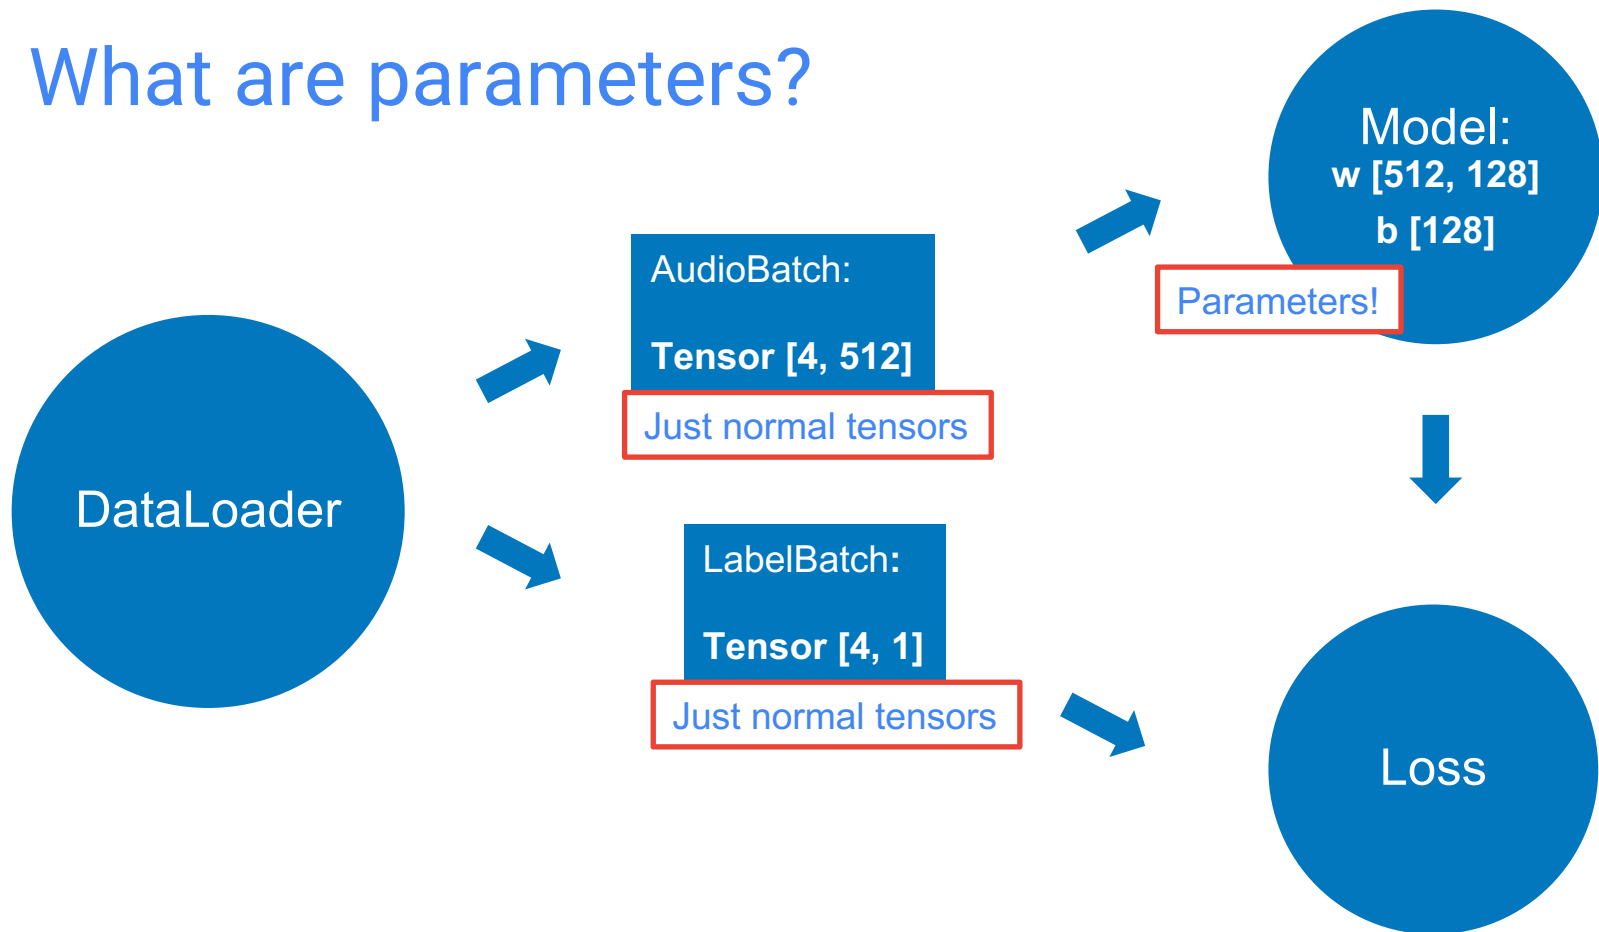 What are parameters?
DataLoader
AudioBatch:
Tensor [4, 512]
Just normal tensors
LabelBatch:
Tensor [4, 1]
Just normal tensors
Model:
w [512, 128]
b [128]
Parameters!
Loss